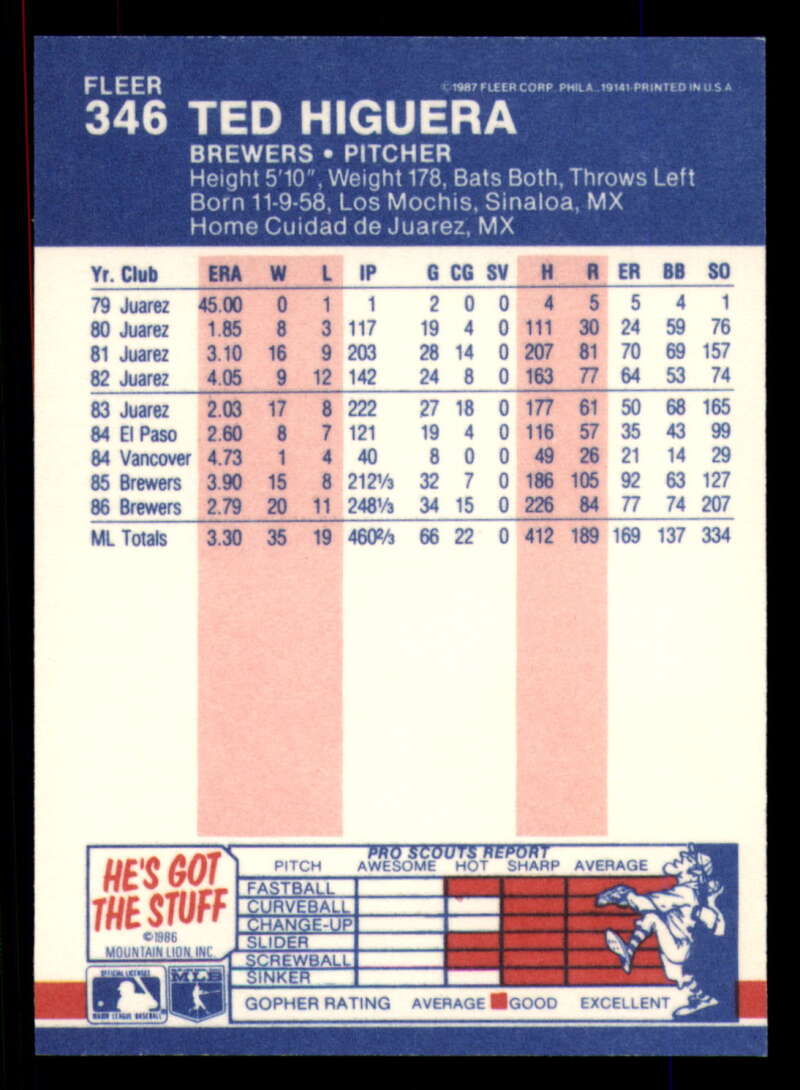 FLEER
©1987 FLEER CORP. PHILA., 19141-PRINTED IN U.S.A.
346 TED HIGUERA
BREWERS • PITCHER
Height 5'10", Weight 178, Bats Both, Throws Left
Born 11-9-58, Los Mochis, Sinaloa, MX
Home Cuidad de Juarez, MX
Yr. Club ERA W L IP G CG SV H R ER BB SO
79 Juarez 45.00 0 1 1 2 0 0 4 5 5 4 1
80 Juarez 1.85 8 3 117 19 4 0 111 30 24 59 76
81 Juarez 3.10 16 9 203 28 14 0 207 81 70 69 157
82 Juarez 4.05 9 12 142 24 8 0 163 77 64 53 74
83 Juarez 2.03 17 8 222 27 18 0 177 61 50 68 165
84 El Paso 2.60 8 7 121 19 4 0 116 57 35 43 99
84 Vancover 4.73 1 4 40 8 0 0 49 26 21 14 29
85 Brewers 3.90 15 8 212⅓ 32 7 0 186 105 92 63 127
86 Brewers 2.79 20 11 248⅓ 34 15 0 226 84 77 74 207
ML Totals 3.30 35 19 460⅔ 66 22 0 412 189 169 137 334
HE'S GOT
THE STUFF
©1986
MOUNTAIN LION, INC.
OFFICIAL LICENSEE
MAJOR LEAGUE BASEBALL
MLB
PRO SCOUTS REPORT
PITCH AWESOME HOT SHARP AVERAGE
FASTBALL
CURVEBALL
CHANGE-UP
SLIDER
SCREWBALL
SINKER
GOPHER RATING AVERAGE GOOD EXCELLENT